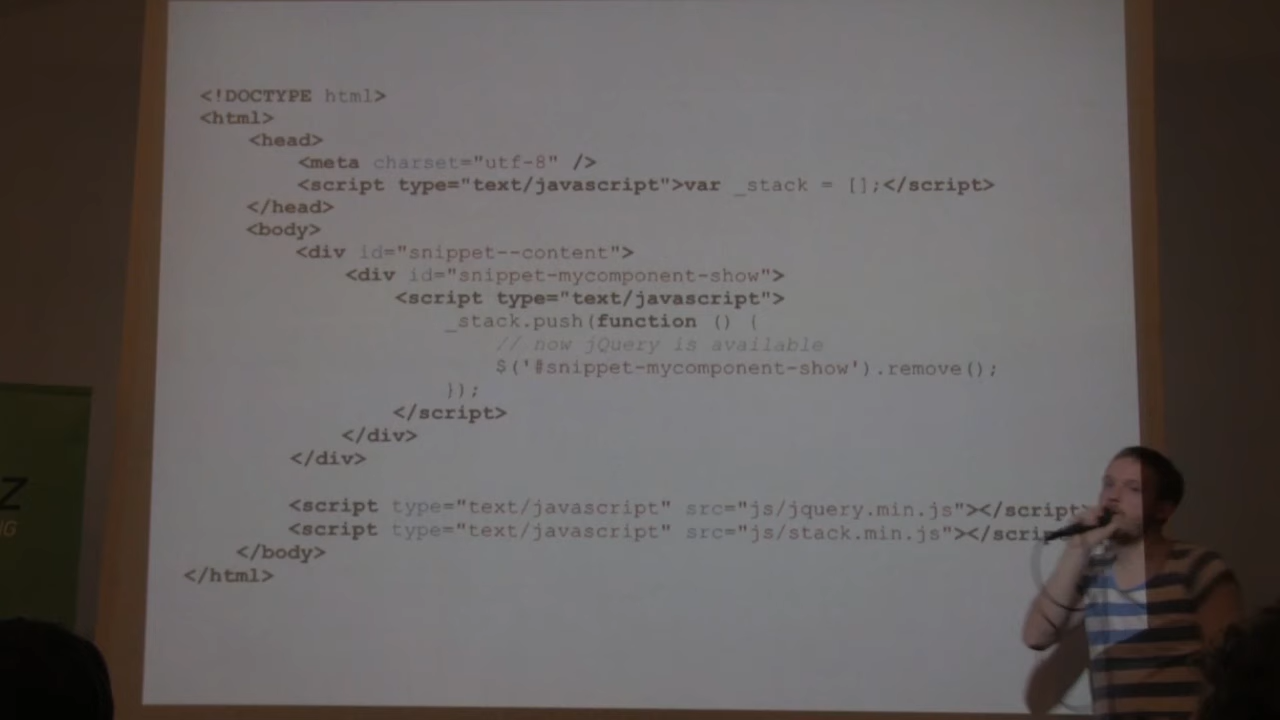 <!DOCTYPE html>
<html>
<head>
<meta charset="utf-8" />
<script type="text/javascript">var _stack = [];</script>
</head>
<body>
<div id="snippet--content">
<div id="snippet-mycomponent-show">
<script type="text/javascript">
_stack.push(function () {
// now jQuery is available
$('#snippet-mycomponent-show').remove();
});
</script>
</div>
</div>
<script type="text/javascript" src="js/jquery.min.js"></script>
<script type="text/javascript" src="js/stack.min.js"></scrip
</body>
</html>
Z
NG